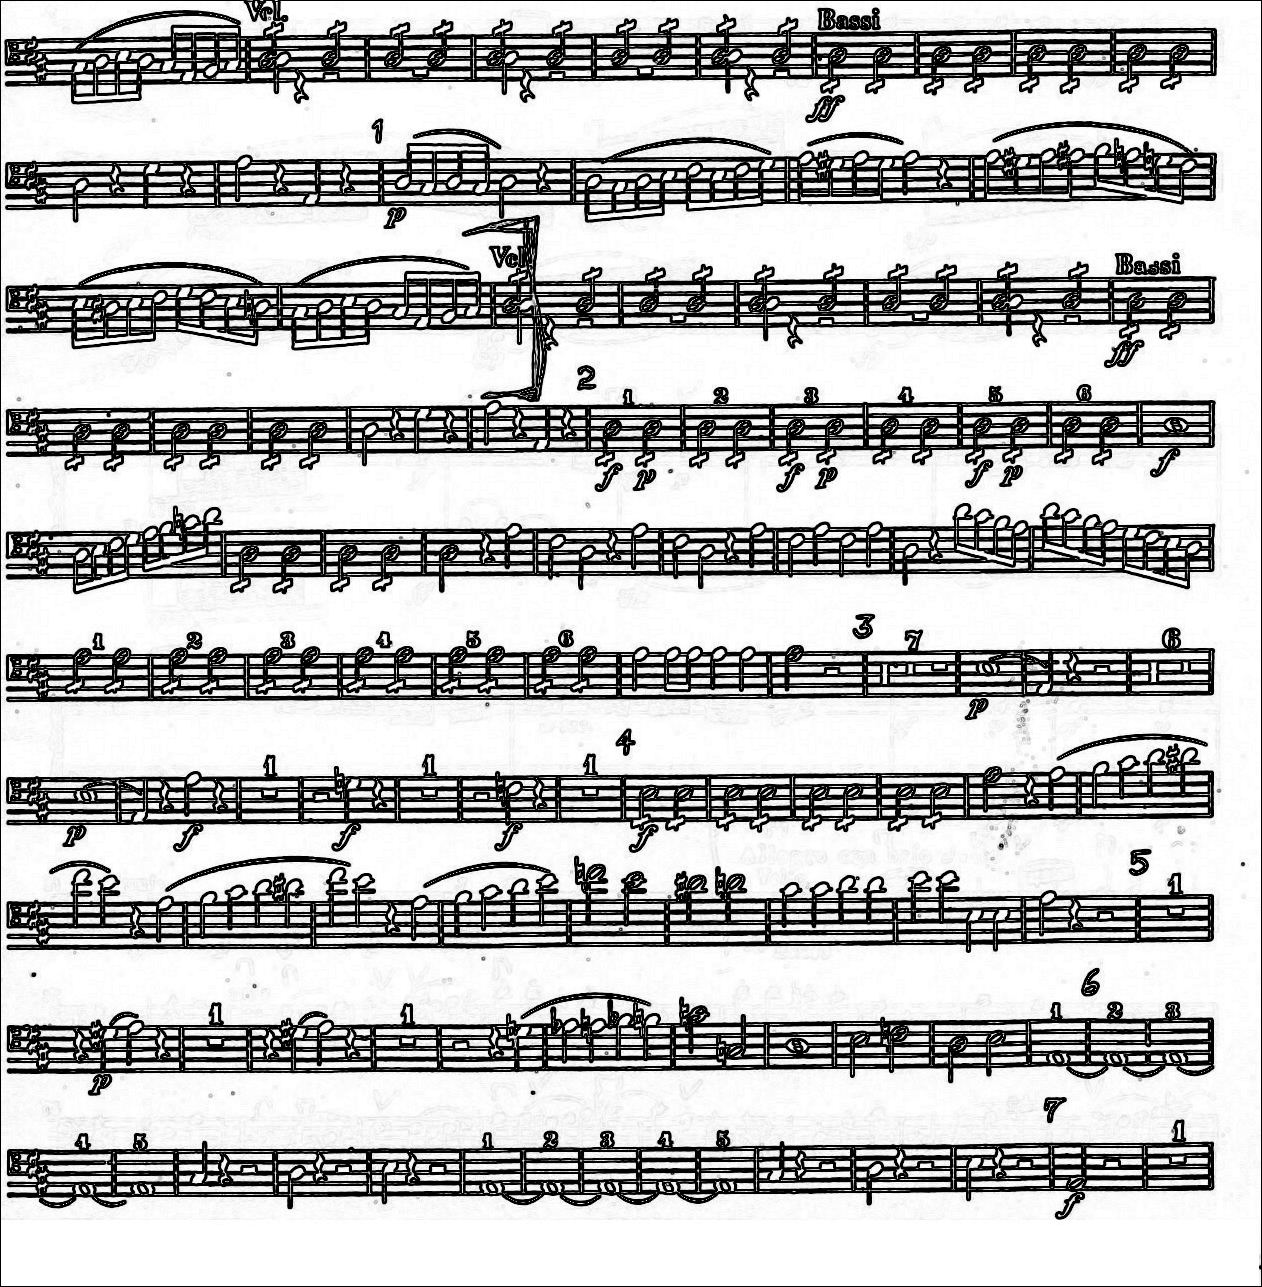 Vcl. Bassi
ff
1
p
Vcl. Bassi
ff
2
1 2 3 4 5 6
f p f p f p f
3
1 2 3 4 5 6 7 6
p
4
1 1 1
p f f f f
5
1
6
1 1 1 2 3
p
7
4 5 1 2 3 4 5 1
f